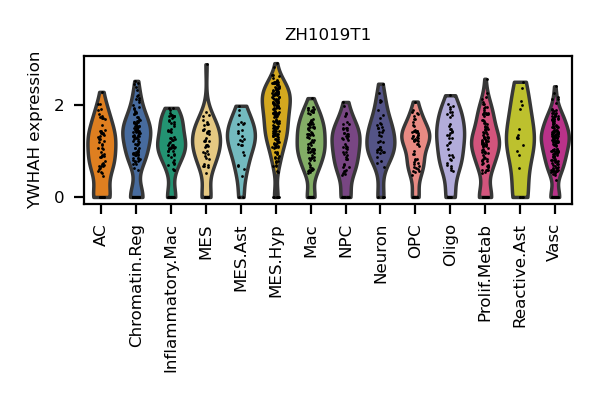 ZH1019T1
YWHAH expression
2
0
AC
Chromatin.Reg
Inflammatory.Mac
MES
MES.Ast
MES.Hyp
Mac
NPC
Neuron
OPC
Oligo
Prolif.Metab
Reactive.Ast
Vasc